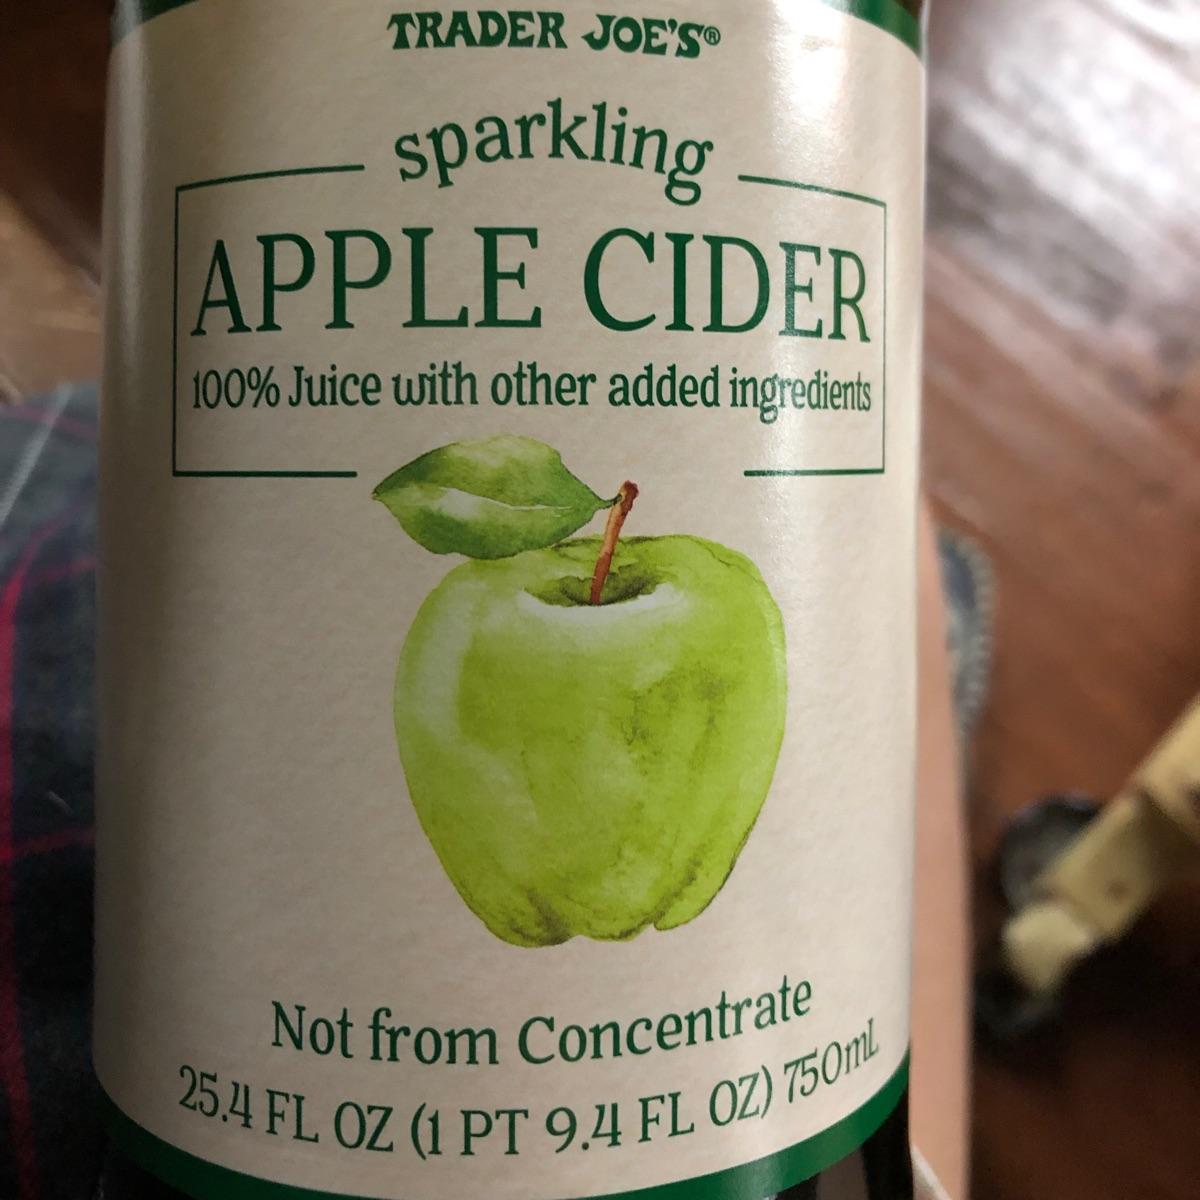 TRADER JOE'S®
sparkling
APPLE CIDER
100% Juice with other added ingredients
Not from Concentrate
25.4 FL OZ (1 PT 9.4 FL OZ) 750mL